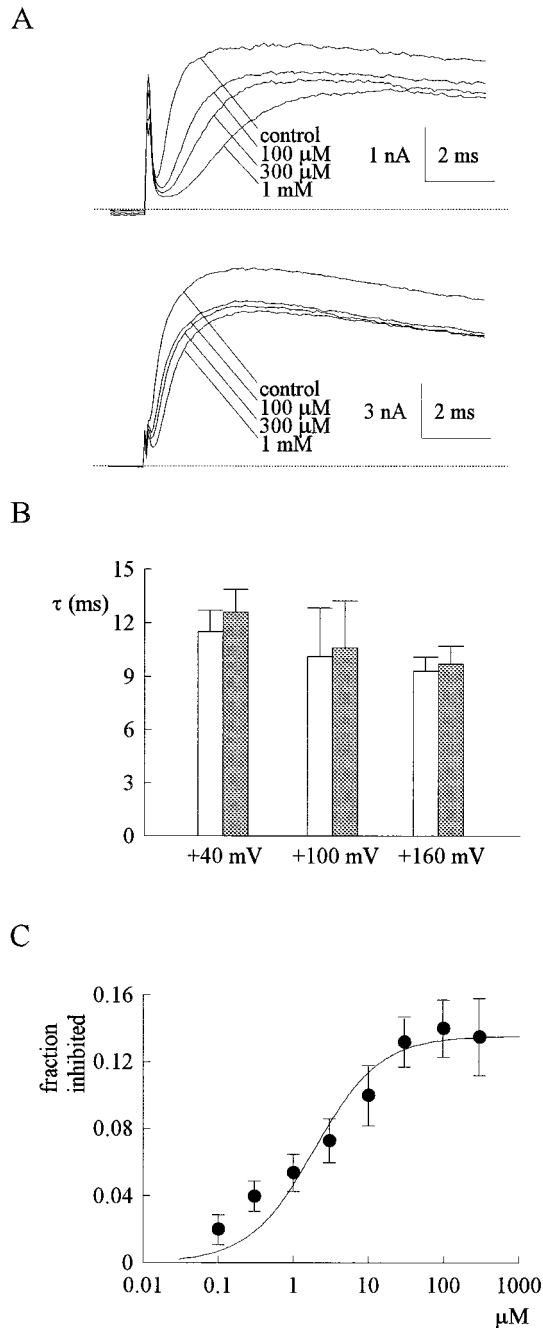 A
control
100 μM
300 μM
1 mM
1 nA
2 ms
control
100 μM
300 μM
1 mM
3 nA
2 ms
B
τ (ms)
15
12
9
6
3
0
+40 mV
+100 mV
+160 mV
C
fraction
inhibited
0.16
0.12
0.08
0.04
0
0.01
0.1
1
10
100
1000
μM